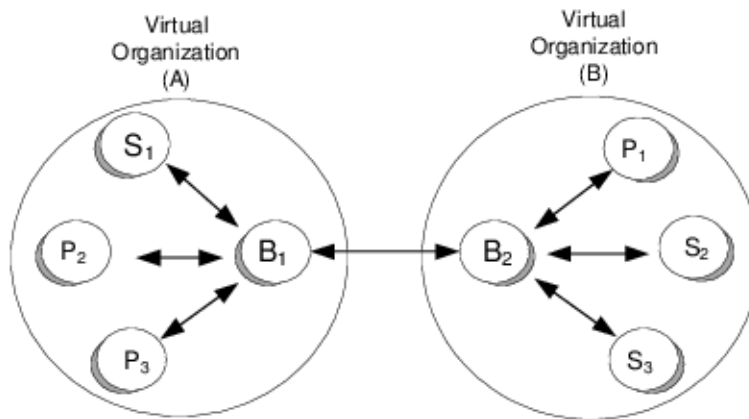 Virtual
Organization
(A)
Virtual
Organization
(B)
S₁
P₂
B₁
P₃
P₁
B₂
S₂
S₃